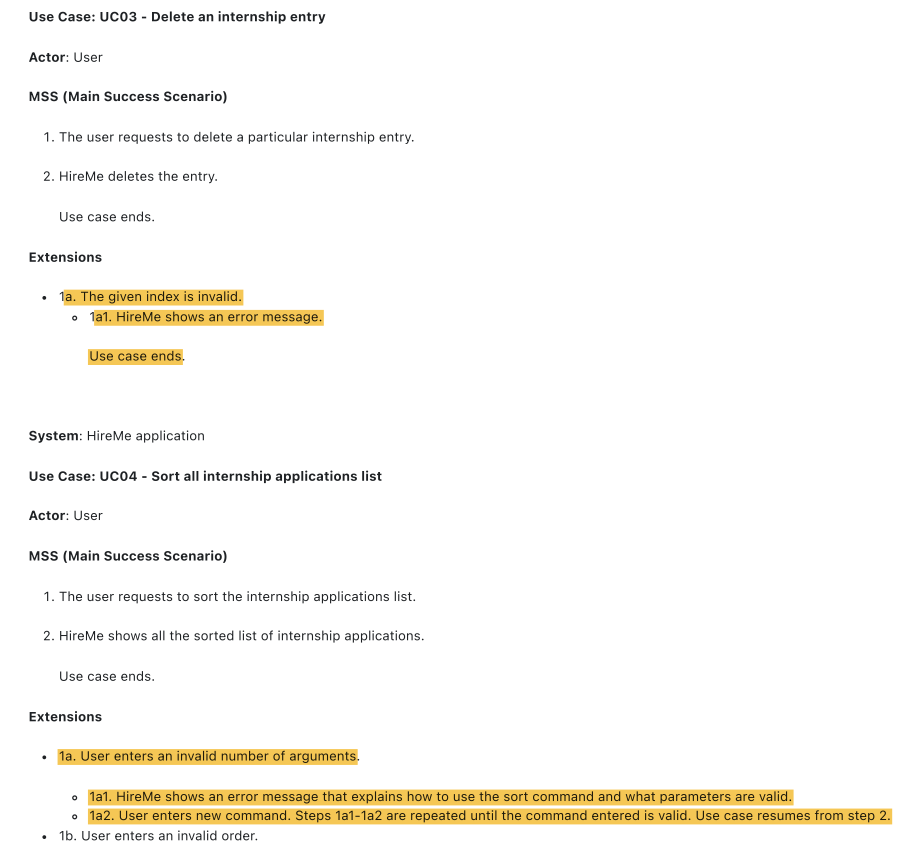 Use Case: UC03 - Delete an internship entry
Actor: User
MSS (Main Success Scenario)
1. The user requests to delete a particular internship entry.
2. HireMe deletes the entry.
Use case ends.
Extensions
• 1a. The given index is invalid.
◦ 1a1. HireMe shows an error message.
Use case ends.
System: HireMe application
Use Case: UC04 - Sort all internship applications list
Actor: User
MSS (Main Success Scenario)
1. The user requests to sort the internship applications list.
2. HireMe shows all the sorted list of internship applications.
Use case ends.
Extensions
• 1a. User enters an invalid number of arguments.
◦ 1a1. HireMe shows an error message that explains how to use the sort command and what parameters are valid.
◦ 1a2. User enters new command. Steps 1a1-1a2 are repeated until the command entered is valid. Use case resumes from step 2.
• 1b. User enters an invalid order.